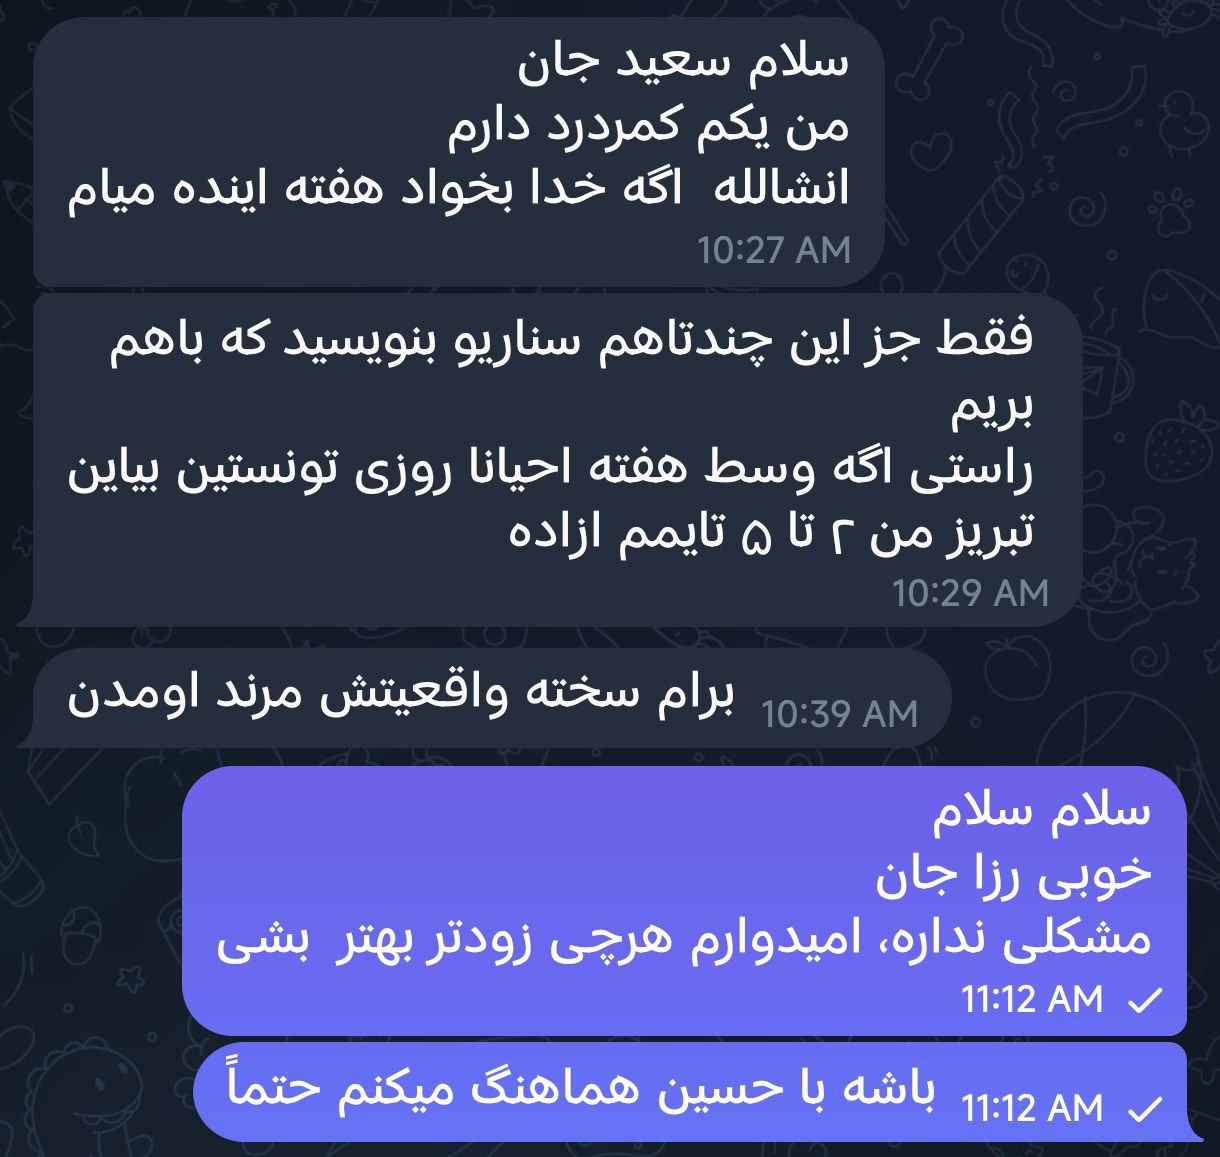 سلام سعید جان
من یکم کمردرد دارم
انشالله  اگه خدا بخواد هفته اینده میام
10:27 AM
فقط جز این چندتاهم سناریو بنویسید که باهم
بریم
راستی اگه وسط هفته احیانا روزی تونستین بیاین
تبریز من ۲ تا ۵ تایمم ازاده
10:29 AM
برام سخته واقعیتش مرند اومدن
10:39 AM
سلام سلام
خوبی رزا جان
مشکلی نداره، امیدوارم هرچی زودتر بهتر  بشی
11:12 AM
باشه با حسین هماهنگ میکنم حتماً
11:12 AM